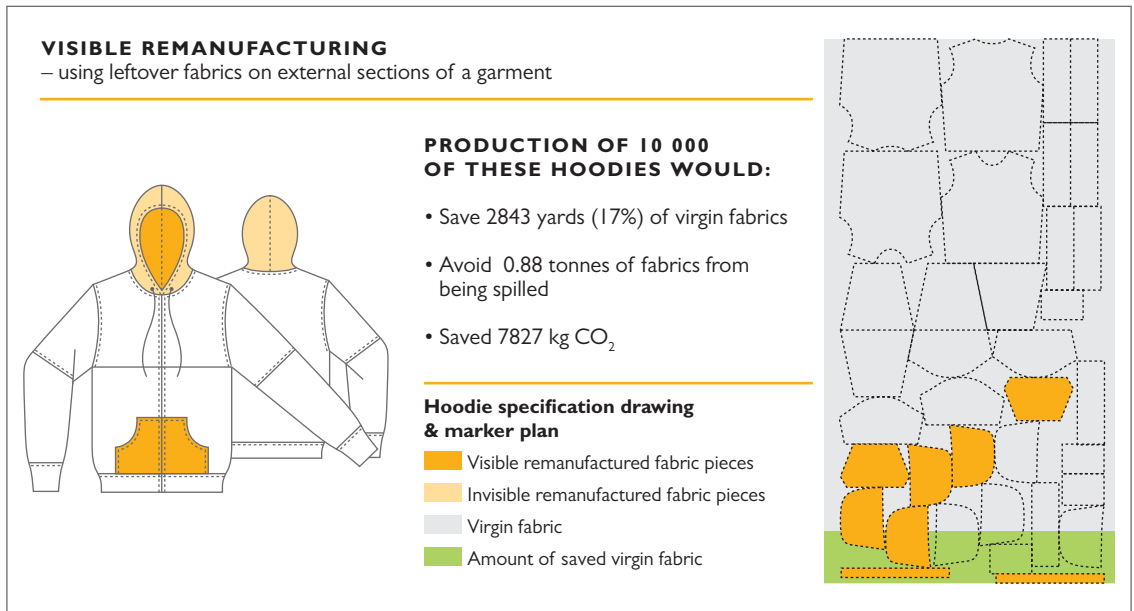 VISIBLE REMANUFACTURING
– using leftover fabrics on external sections of a garment
PRODUCTION OF 10 000
OF THESE HOODIES WOULD:
• Save 2843 yards (17%) of virgin fabrics
• Avoid 0.88 tonnes of fabrics from
being spilled
• Saved 7827 kg CO₂
Hoodie specification drawing
& marker plan
Visible remanufactured fabric pieces
Invisible remanufactured fabric pieces
Virgin fabric
Amount of saved virgin fabric